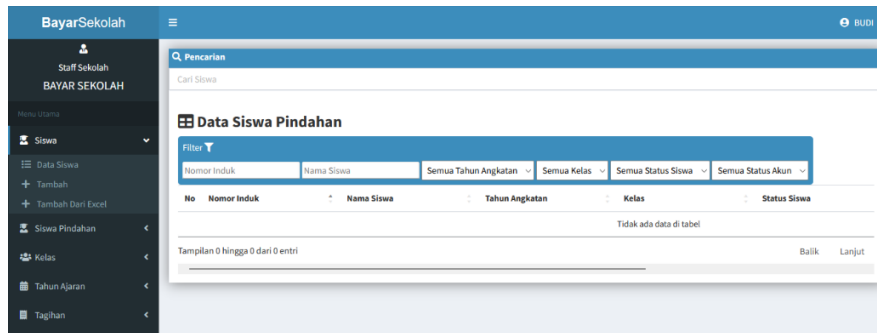 BayarSekolah
BUDI
Staff Sekolah
BAYAR SEKOLAH
Menu Utama
Siswa
Data Siswa
Tambah
Tambah Dari Excel
Siswa Pindahan
Kelas
Tahun Ajaran
Tagihan
Pencarian
Cari Siswa
Data Siswa Pindahan
Filter
Nomor Induk Nama Siswa Semua Tahun Angkatan Semua Kelas Semua Status Siswa Semua Status Akun
No Nomor Induk Nama Siswa Tahun Angkatan Kelas Status Siswa
Tidak ada data di tabel
Tampilan 0 hingga 0 dari 0 entri Balik Lanjut